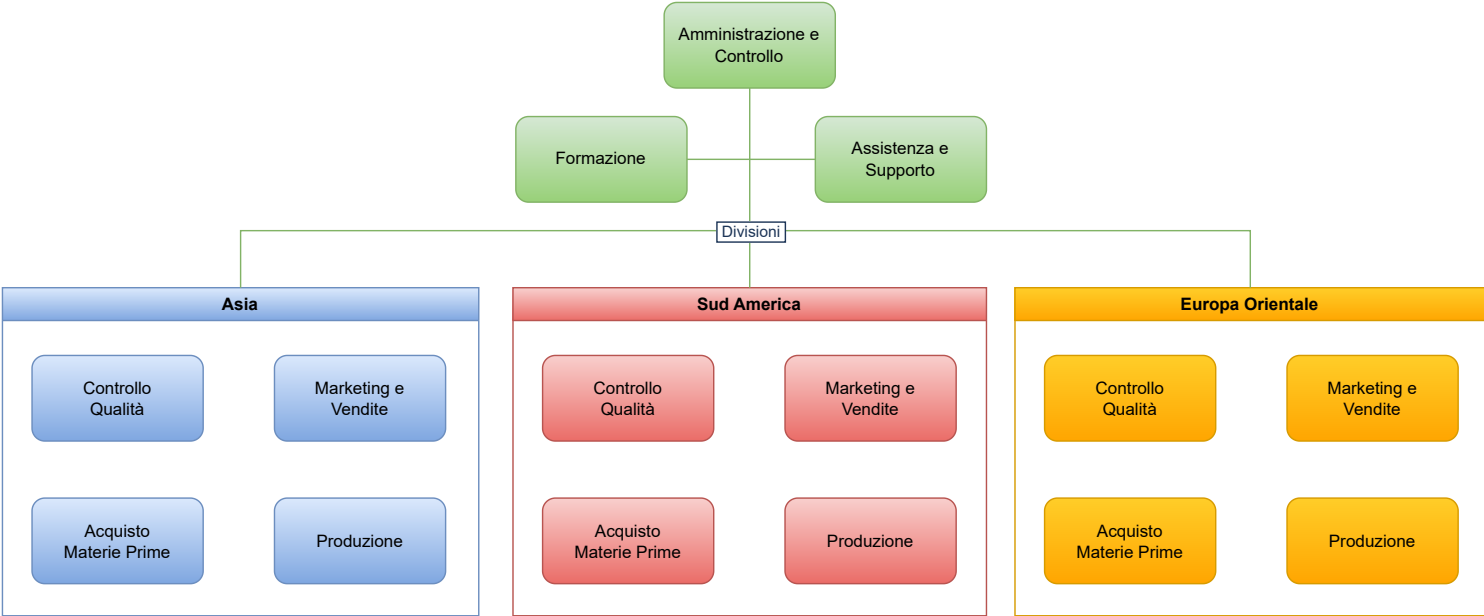 Amministrazione e
Controllo
Formazione
Assistenza e
Supporto
Divisioni
Asia
Controllo
Qualità
Marketing e
Vendite
Acquisto
Materie Prime
Produzione
Sud America
Controllo
Qualità
Marketing e
Vendite
Acquisto
Materie Prime
Produzione
Europa Orientale
Controllo
Qualità
Marketing e
Vendite
Acquisto
Materie Prime
Produzione